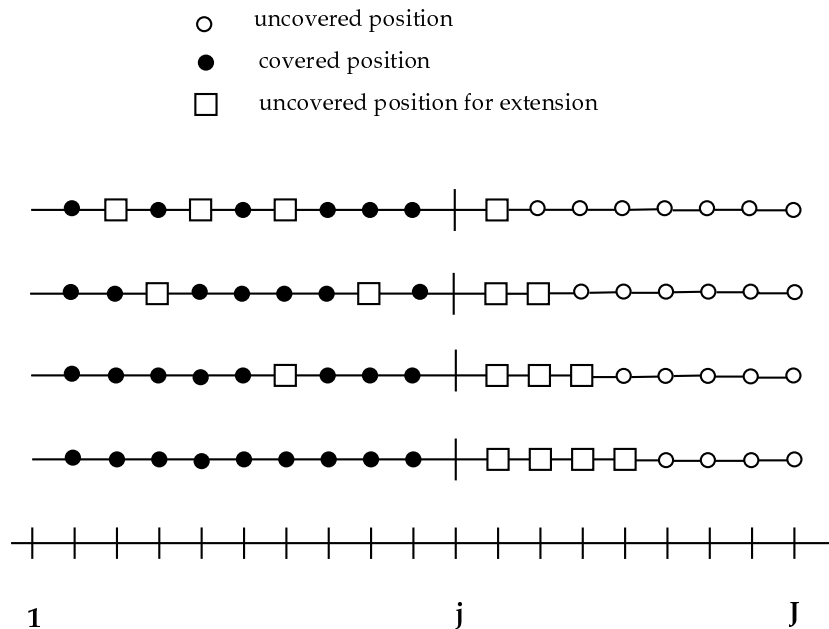 uncovered position
covered position
uncovered position for extension
1 j J